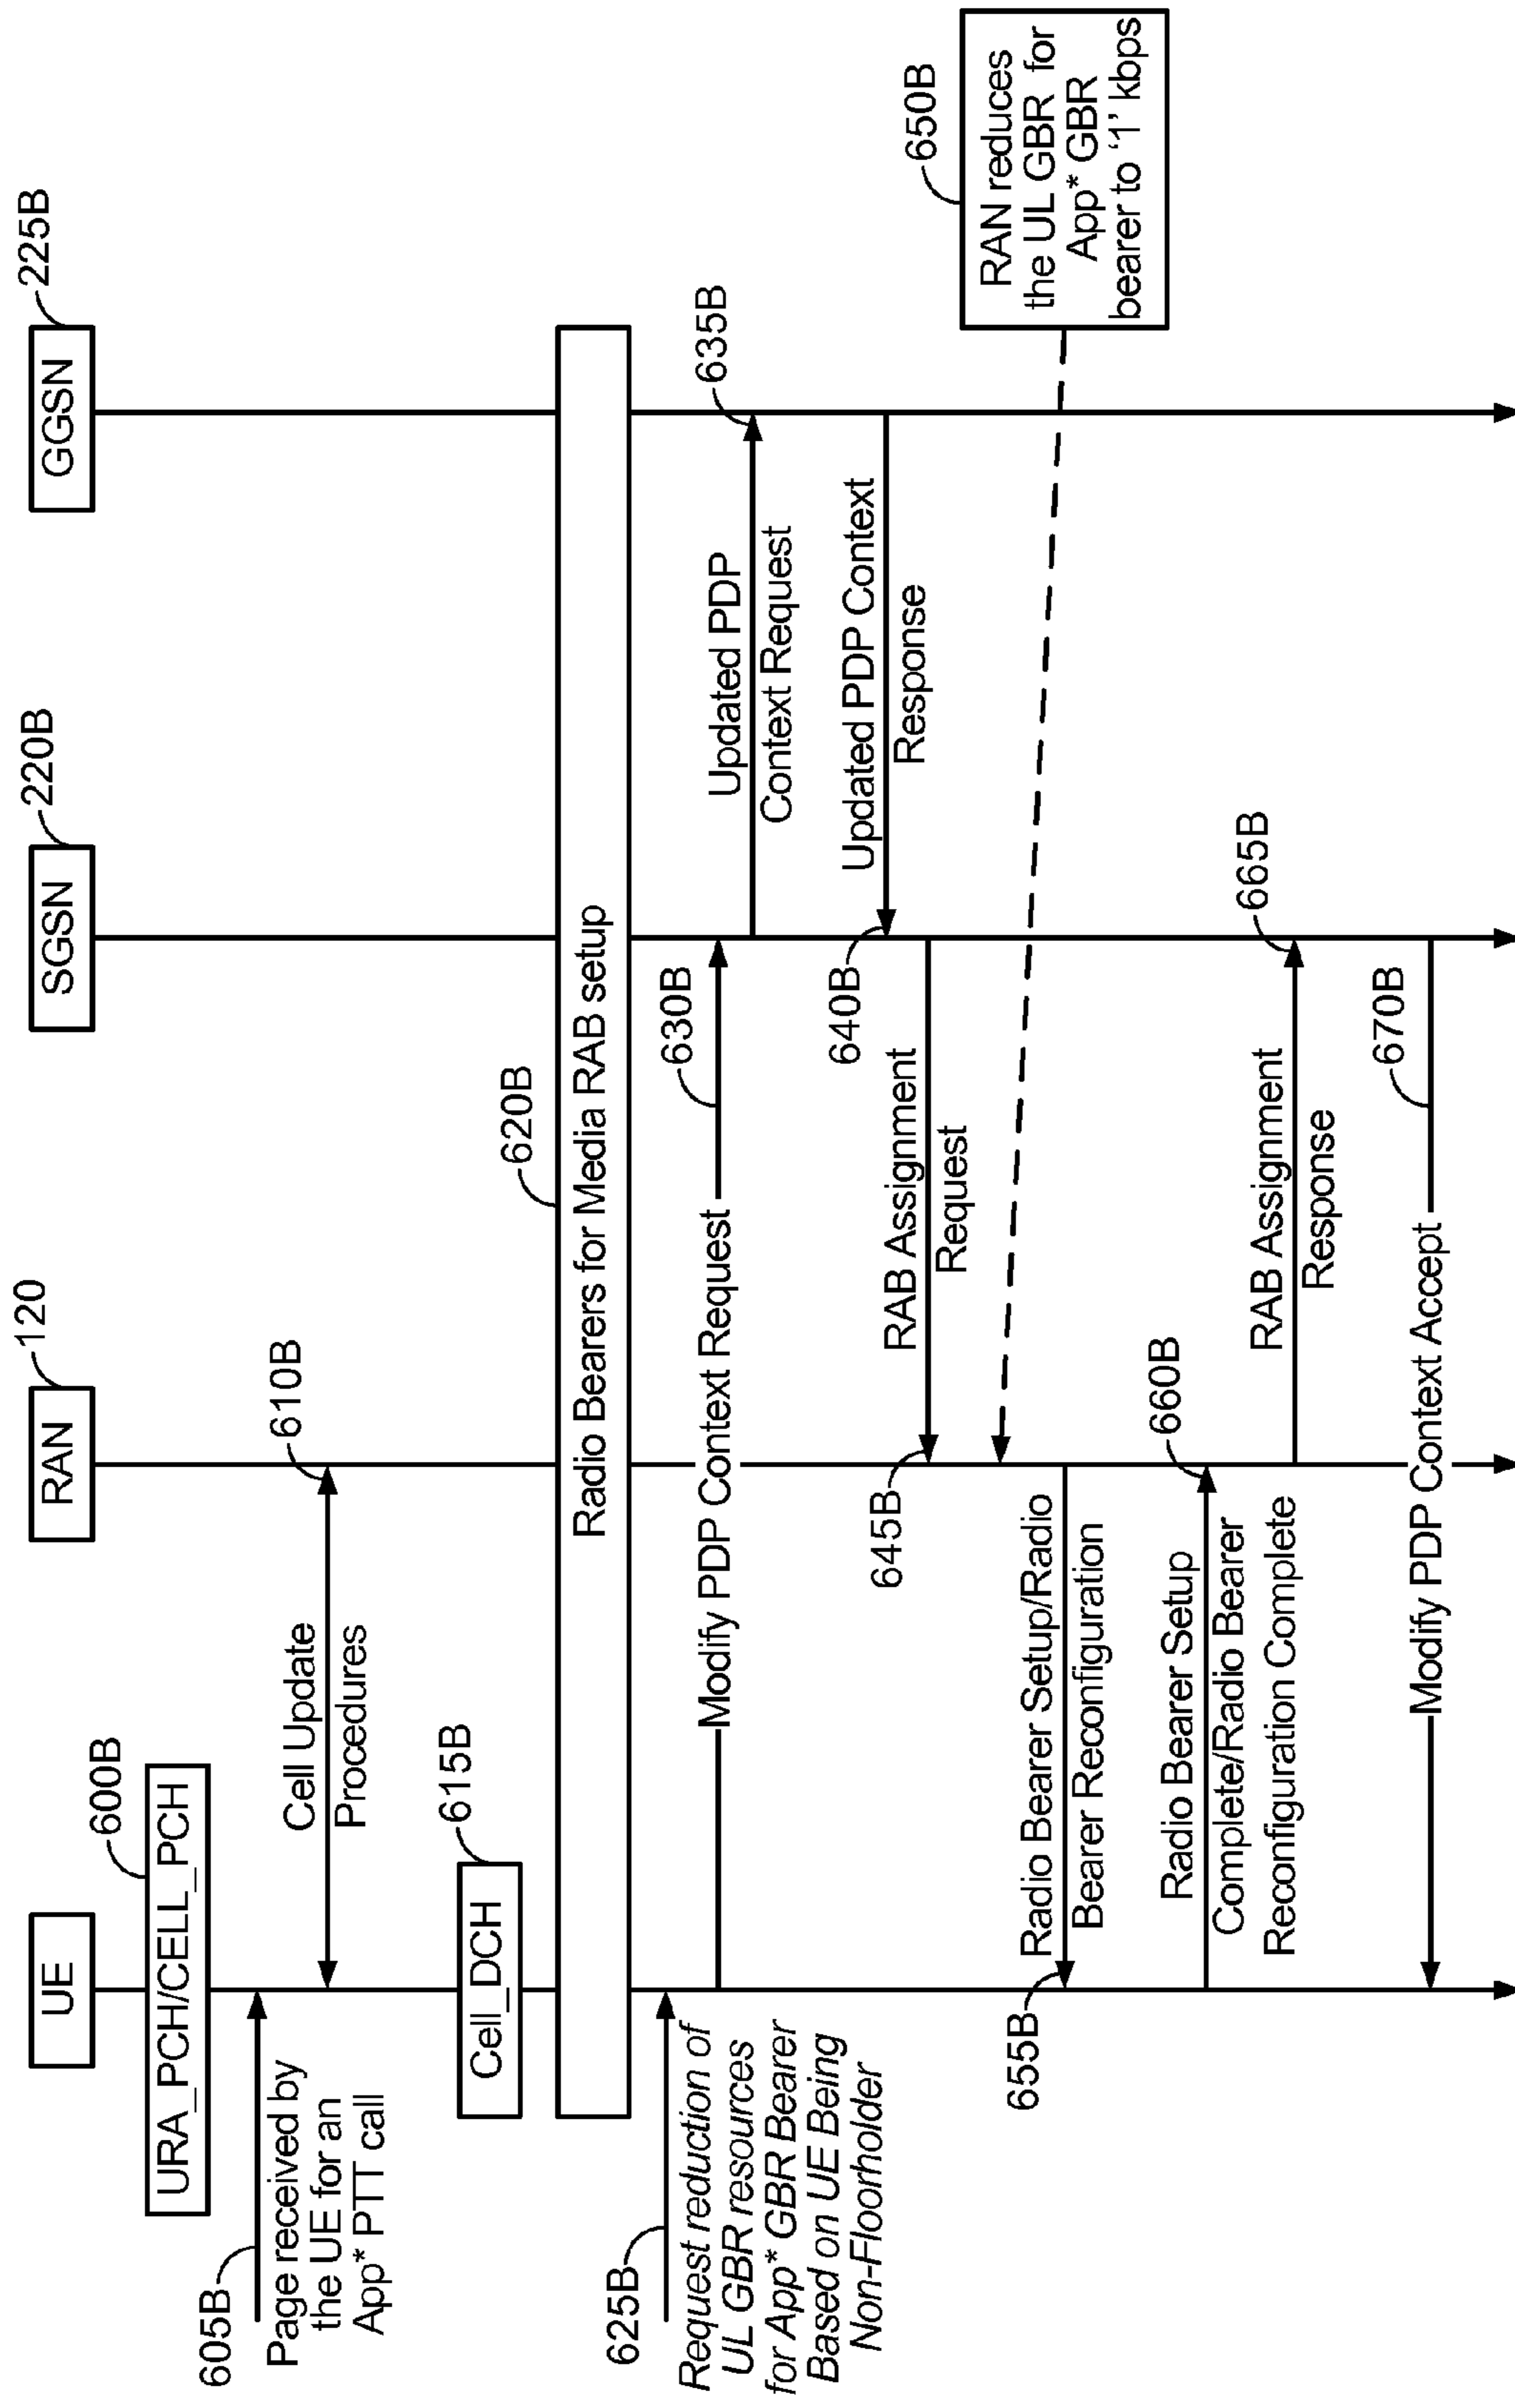 UE
RAN
120
SGSN
220B
GGSN
225B
URA_PCH/CELL_PCH
600B
605B
Page received by
the UE for an
App* PTT call
610B
Cell Update
Procedures
Cell_DCH
615B
620B
Radio Bearers for Media RAB setup
625B
Request reduction of
UL GBR resources
for App* GBR Bearer
Based on UE Being
Non-Floorholder
Modify PDP Context Request
630B
635B
Updated PDP
Context Request
640B
Updated PDP Context
Response
645B
RAB Assignment
Request
650B
RAN reduces
the UL GBR for
App* GBR
bearer to '1' kbps
655B
Radio Bearer Setup/Radio
Bearer Reconfiguration
660B
Radio Bearer Setup
Complete/Radio Bearer
Reconfiguration Complete
665B
RAB Assignment
Response
670B
Modify PDP Context Accept